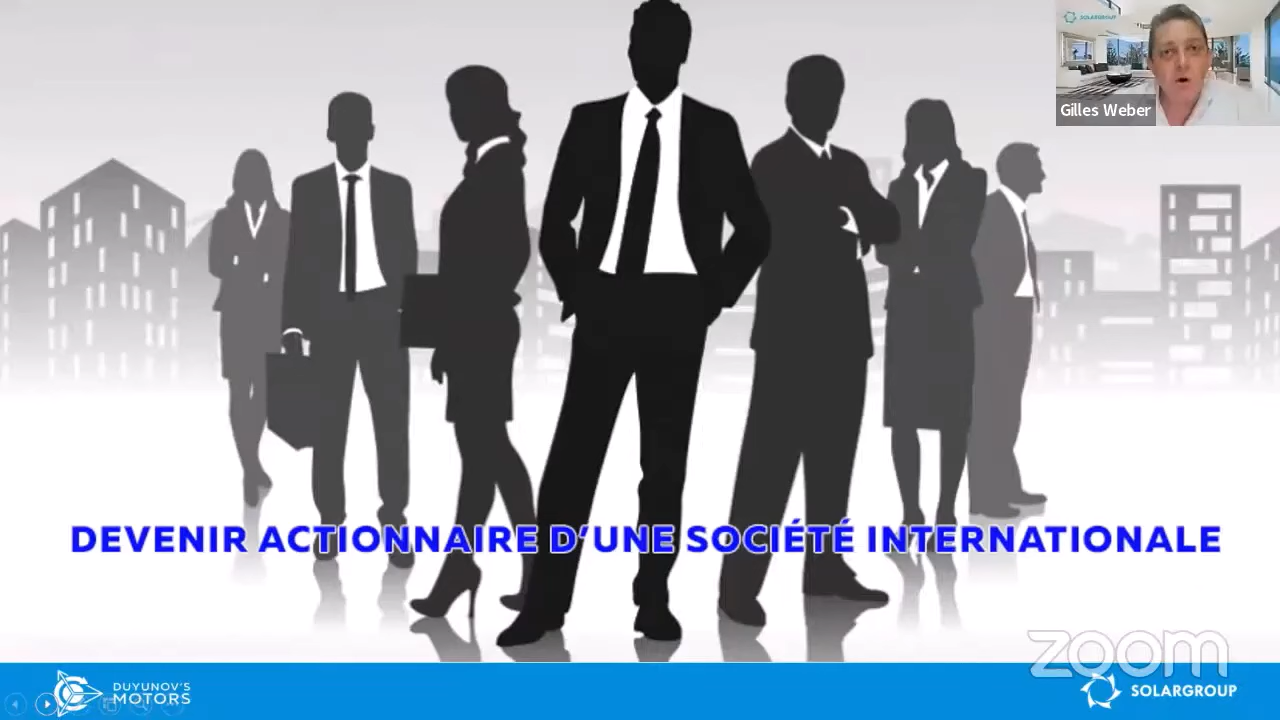 SOLARGROUP
Gilles Weber
DEVENIR ACTIONNAIRE D'UNE SOCIÉTÉ INTERNATIONALE
zoom
DUYUNOV'S
MOTORS
SOLARGROUP